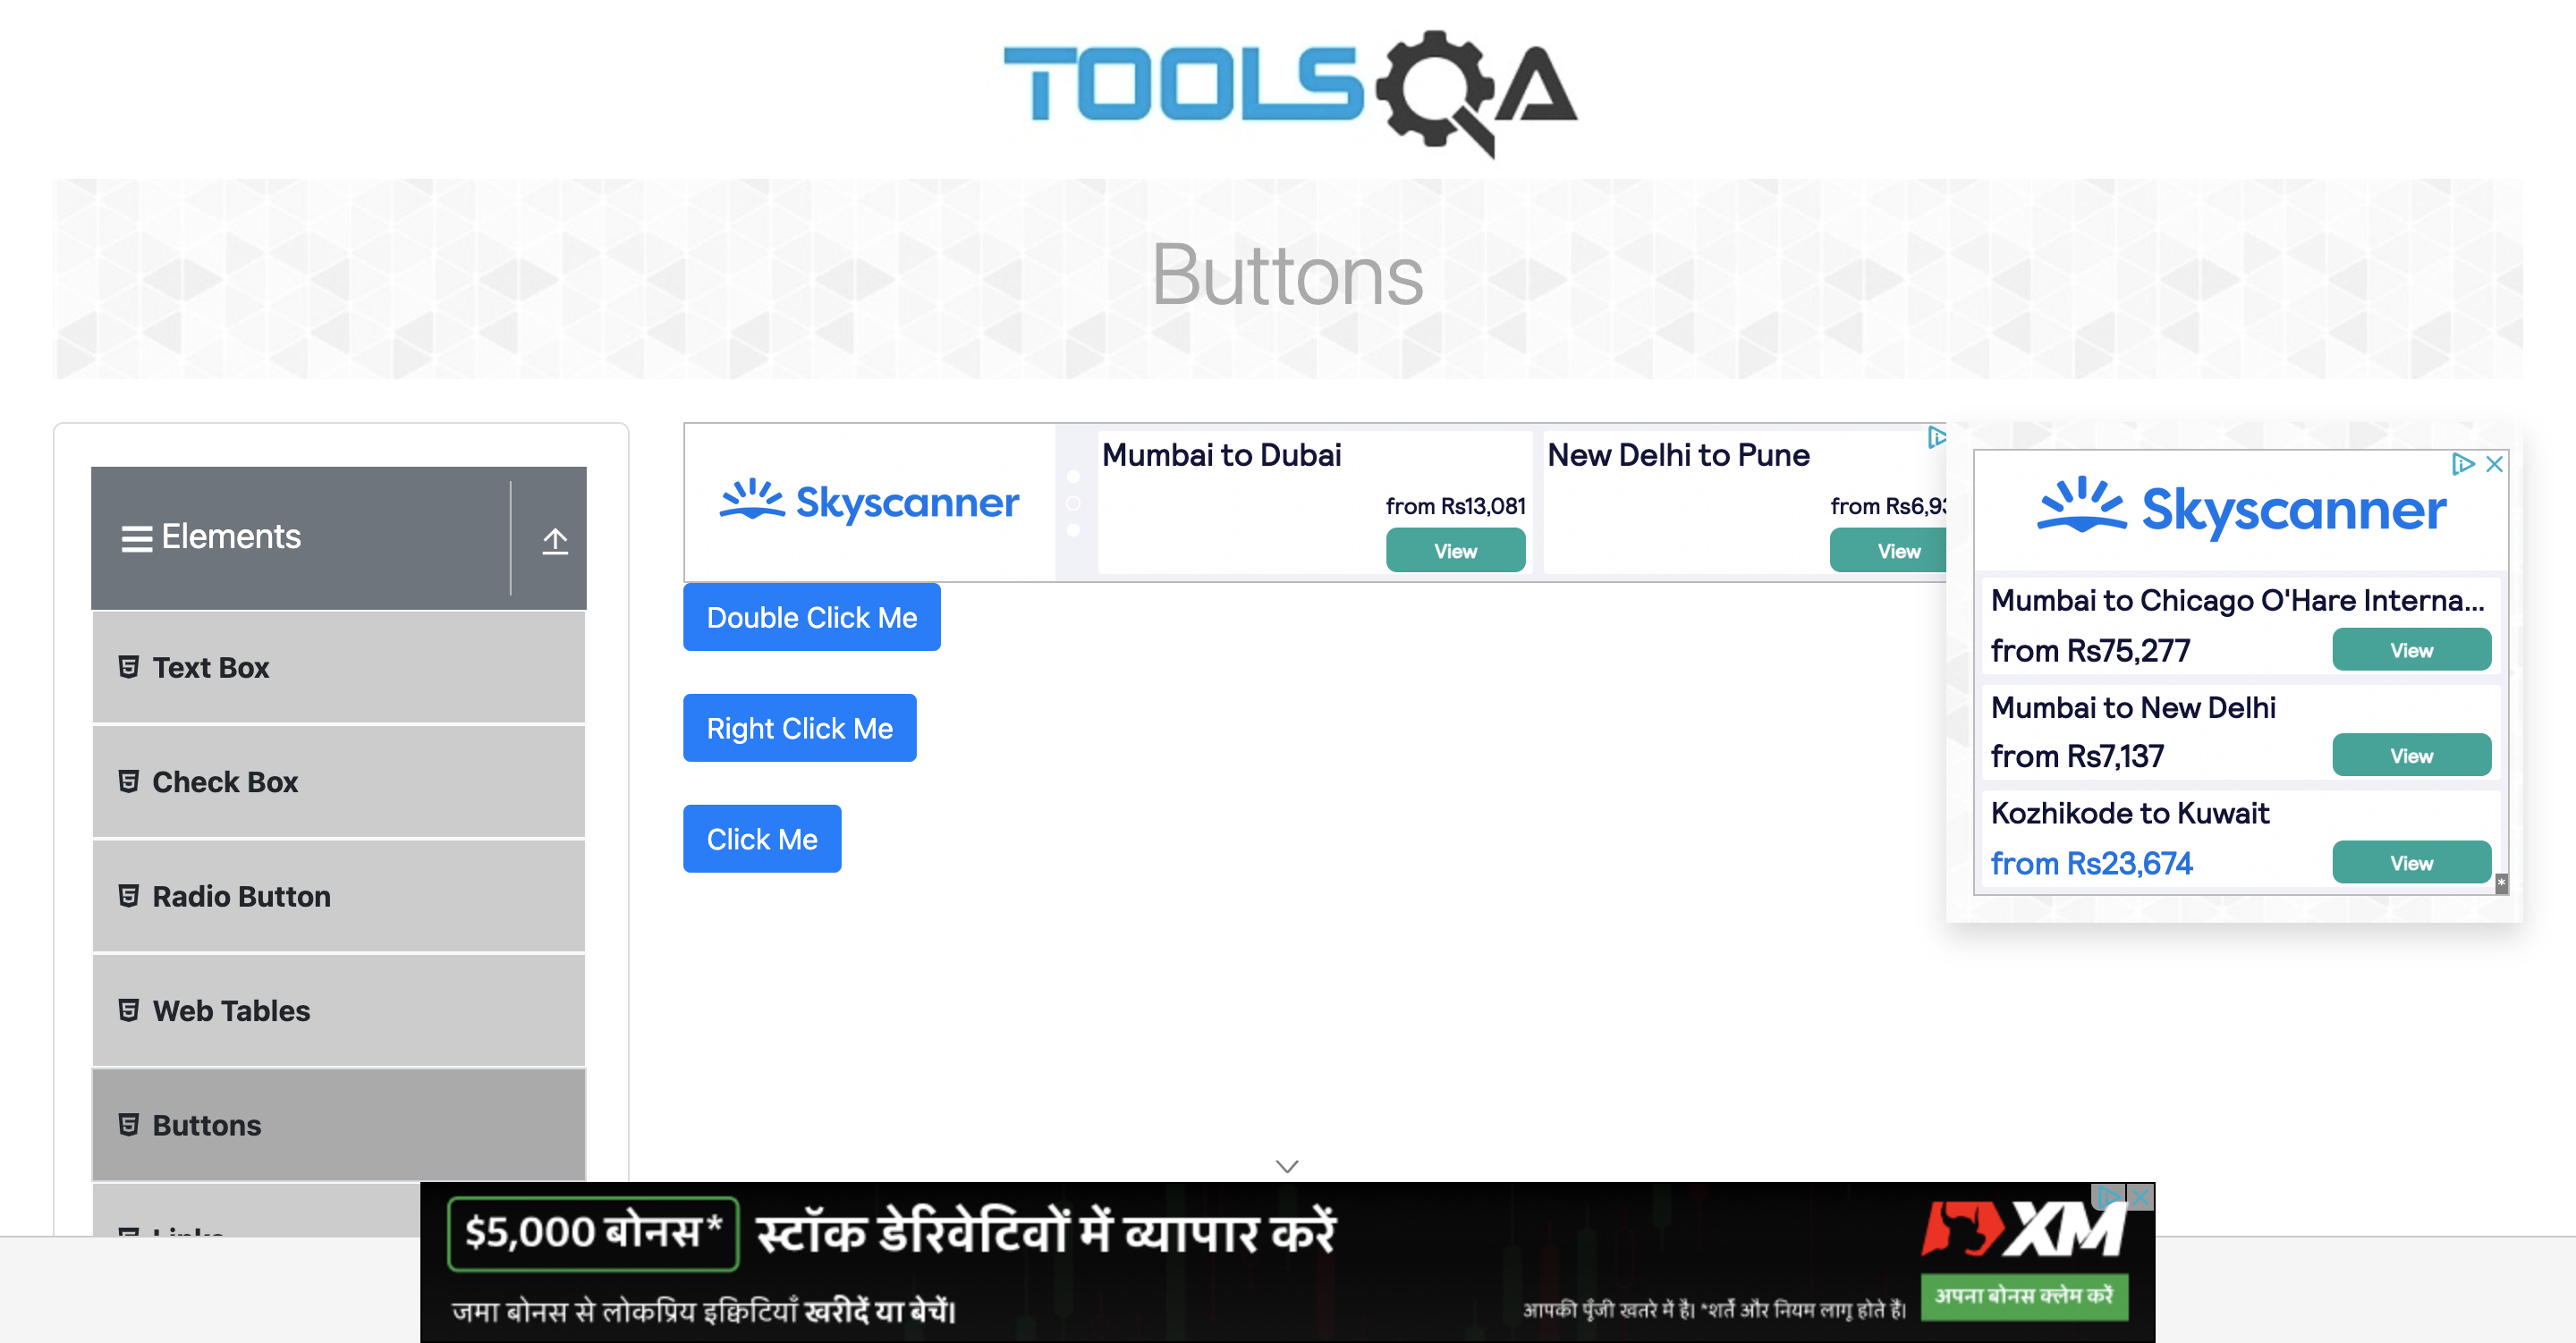 TOOLSQA
Buttons
Elements
Text Box
Check Box
Radio Button
Web Tables
Buttons
Links
Skyscanner
Mumbai to Dubai
from Rs13,081
View
New Delhi to Pune
from Rs6,93
View
Double Click Me
Right Click Me
Click Me
Skyscanner
Mumbai to Chicago O'Hare Interna...
from Rs75,277
View
Mumbai to New Delhi
from Rs7,137
View
Kozhikode to Kuwait
from Rs23,674
View
$5,000 बोनस* स्टॉक डेरिवेटिवों में व्यापार करें
जमा बोनस से लोकप्रिय इक्विटियाँ खरीदें या बेचें।
आपकी पूँजी खतरे में है। *शर्तें और नियम लागू होते हैं।
XM
अपना बोनस क्लेम करें